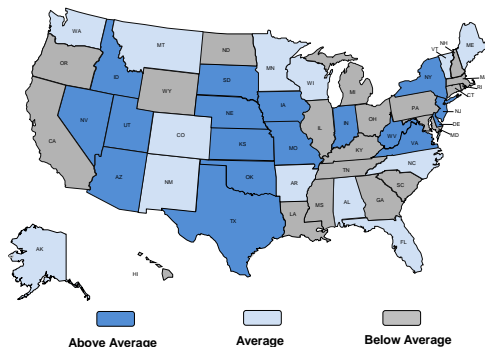 WA
MT
ND
MN
ME
VT
NH
OR
ID
SD
WI
NY
MA
RI
CT
WY
MI
IA
PA
NJ
NV
NE
UT
CO
IL
IN
OH
DE
MD
WV
VA
CA
KS
MO
KY
NC
TN
AZ
NM
OK
AR
SC
MS
AL
GA
TX
LA
FL
AK
HI
Above Average
Average
Below Average